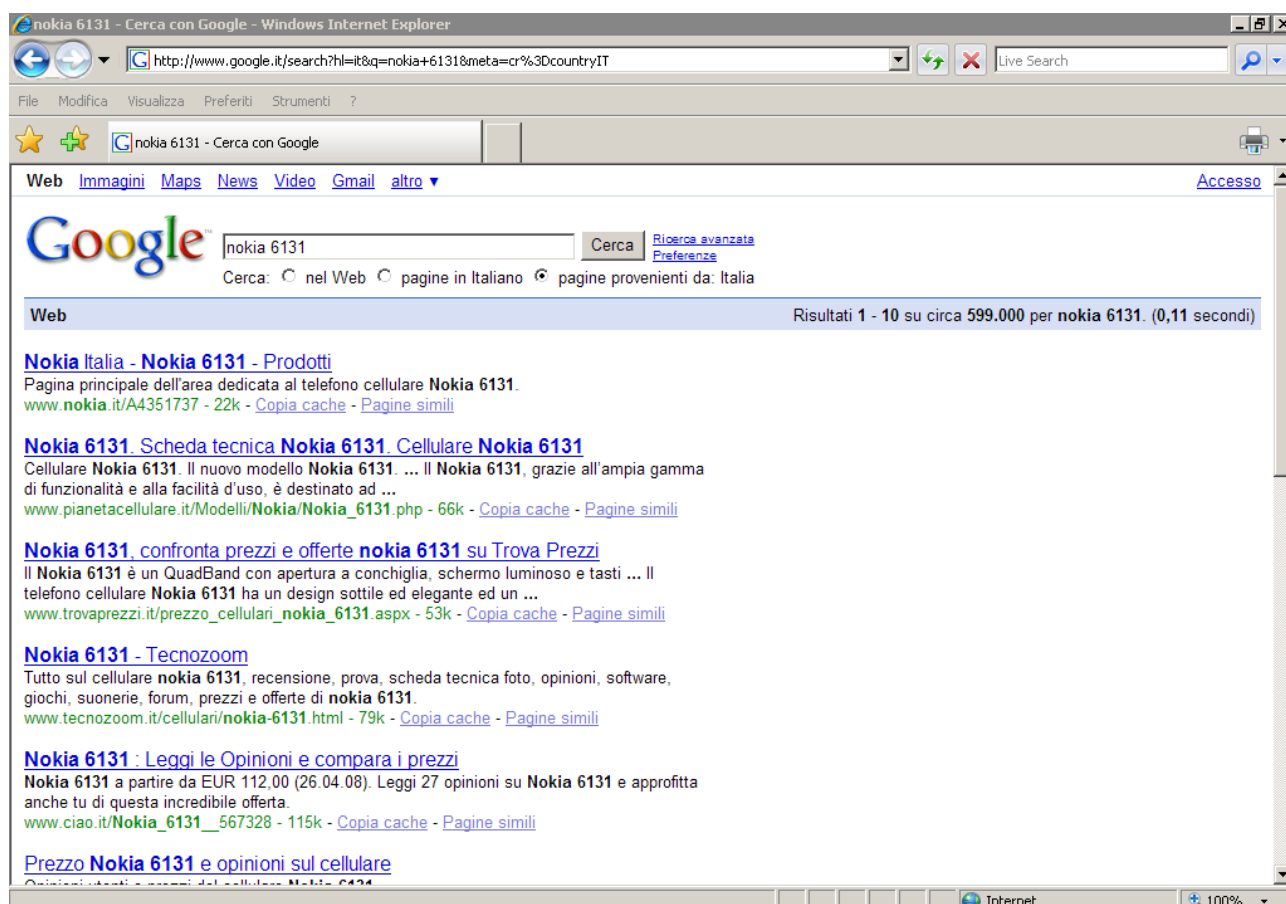 nokia 6131 - Cerca con Google - Windows Internet Explorer
http://www.google.it/search?hl=it&q=nokia+6131&meta=cr%3DcountryIT
Live Search
File Modifica Visualizza Preferiti Strumenti ?
nokia 6131 - Cerca con Google
Web Immagini Maps News Video Gmail altro ▼ Accesso
Google™ nokia 6131 Cerca Ricerca avanzata
Preferenze
Cerca: nel Web pagine in Italiano pagine provenienti da: Italia
Web Risultati 1 - 10 su circa 599.000 per nokia 6131. (0,11 secondi)
Nokia Italia - Nokia 6131 - Prodotti
Pagina principale dell'area dedicata al telefono cellulare Nokia 6131.
www.nokia.it/A4351737 - 22k - Copia cache - Pagine simili
Nokia 6131. Scheda tecnica Nokia 6131. Cellulare Nokia 6131
Cellulare Nokia 6131. Il nuovo modello Nokia 6131. ... Il Nokia 6131, grazie all'ampia gamma
di funzionalità e alla facilità d'uso, è destinato ad ...
www.pianetacellulare.it/Modelli/Nokia/Nokia_6131.php - 66k - Copia cache - Pagine simili
Nokia 6131, confronta prezzi e offerte nokia 6131 su Trova Prezzi
Il Nokia 6131 è un QuadBand con apertura a conchiglia, schermo luminoso e tasti ... Il
telefono cellulare Nokia 6131 ha un design sottile ed elegante ed un ...
www.trovaprezzi.it/prezzo_cellulari_nokia_6131.aspx - 53k - Copia cache - Pagine simili
Nokia 6131 - Tecnozoom
Tutto sul cellulare nokia 6131, recensione, prova, scheda tecnica foto, opinioni, software,
giochi, suonerie, forum, prezzi e offerte di nokia 6131.
www.tecnozoom.it/cellulari/nokia-6131.html - 79k - Copia cache - Pagine simili
Nokia 6131 : Leggi le Opinioni e compara i prezzi
Nokia 6131 a partire da EUR 112,00 (26.04.08). Leggi 27 opinioni su Nokia 6131 e approfitta
anche tu di questa incredibile offerta.
www.ciao.it/Nokia_6131__567328 - 115k - Copia cache - Pagine simili
Prezzo Nokia 6131 e opinioni sul cellulare
Opinioni utenti e prezzi del cellulare Nokia 6131
Internet 100%